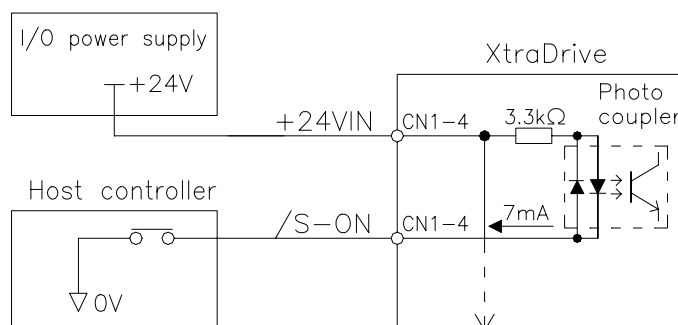 I/O power supply
+24V
XtraDrive
Photo
coupler
+24VIN
CN1-4
3.3kΩ
Host controller
/S-ON
CN1-4
7mA
0V